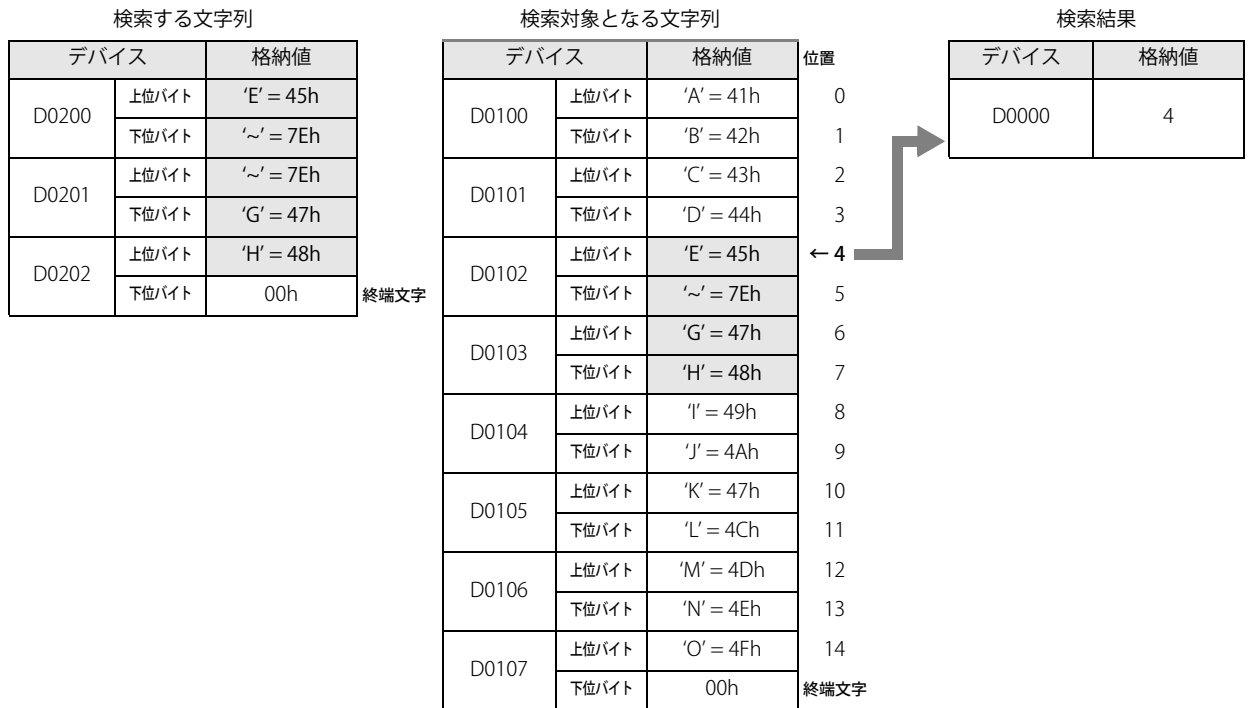 検索する文字列
デバイス 格納値
D0200 上位バイト ‘E’ = 45h
下位バイト ‘~’ = 7Eh
D0201 上位バイト ‘~’ = 7Eh
下位バイト ‘G’ = 47h
D0202 上位バイト ‘H’ = 48h
下位バイト 00h 終端文字
検索対象となる文字列
デバイス 格納値 位置
D0100 上位バイト ‘A’ = 41h 0
下位バイト ‘B’ = 42h 1
D0101 上位バイト ‘C’ = 43h 2
下位バイト ‘D’ = 44h 3
D0102 上位バイト ‘E’ = 45h ← 4
下位バイト ‘~’ = 7Eh 5
D0103 上位バイト ‘G’ = 47h 6
下位バイト ‘H’ = 48h 7
D0104 上位バイト ‘I’ = 49h 8
下位バイト ‘J’ = 4Ah 9
D0105 上位バイト ‘K’ = 47h 10
下位バイト ‘L’ = 4Ch 11
D0106 上位バイト ‘M’ = 4Dh 12
下位バイト ‘N’ = 4Eh 13
D0107 上位バイト ‘O’ = 4Fh 14
下位バイト 00h 終端文字
検索結果
デバイス 格納値
D0000 4